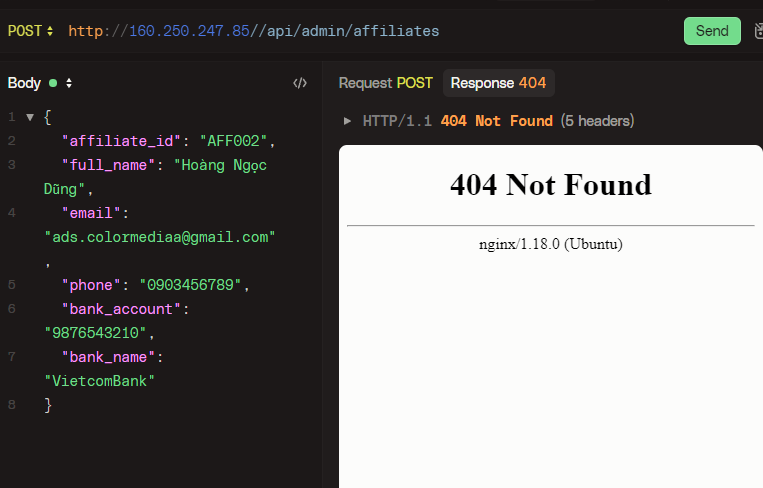 POST http://160.250.247.85//api/admin/affiliates Send
Body Request POST Response 404
HTTP/1.1 404 Not Found (5 headers)
1 {
2 "affiliate_id": "AFF002",
3 "full_name": "Hoàng Ngọc
Dũng",
4 "email":
"ads.colormediaa@gmail.com"
,
5 "phone": "0903456789",
6 "bank_account":
"9876543210",
7 "bank_name":
"VietcomBank"
8 }
404 Not Found
nginx/1.18.0 (Ubuntu)